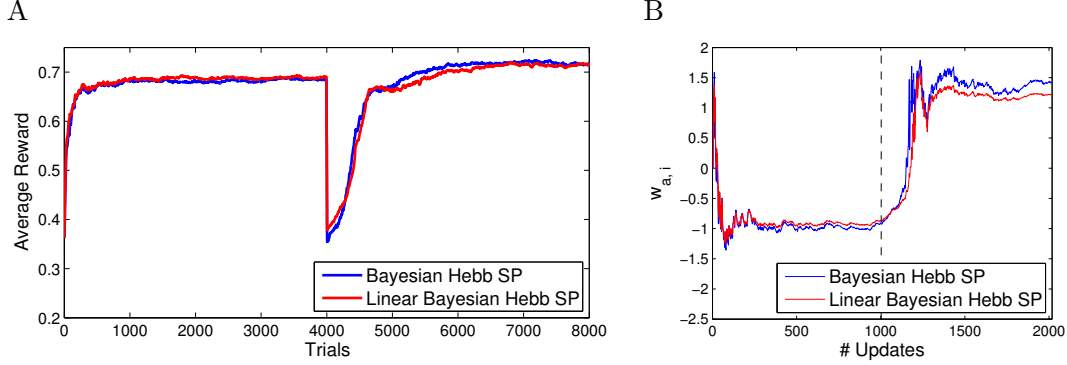 A
Average Reward
0.7
0.6
0.5
0.4
0.3
0.2
0 1000 2000 3000 4000 5000 6000 7000 8000
Trials
Bayesian Hebb SP
Linear Bayesian Hebb SP
B
w a, i
2
1.5
1
0.5
0
−0.5
−1
−1.5
−2
−2.5
0 500 1000 1500 2000
# Updates
Bayesian Hebb SP
Linear Bayesian Hebb SP